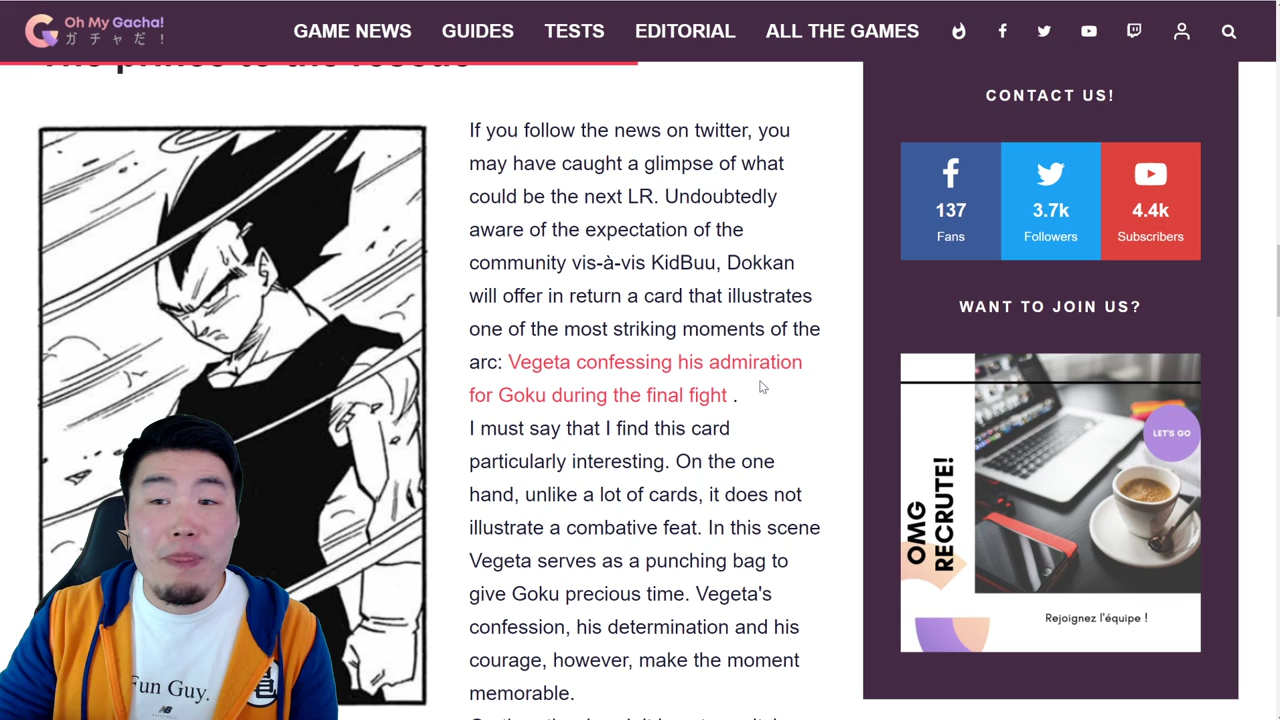 Oh My Gacha!
ガチャだ!
GAME NEWS
GUIDES
TESTS
EDITORIAL
ALL THE GAMES
The prince to the rescue
If you follow the news on twitter, you
may have caught a glimpse of what
could be the next LR. Undoubtedly
aware of the expectation of the
community vis-à-vis KidBuu, Dokkan
will offer in return a card that illustrates
one of the most striking moments of the
arc: Vegeta confessing his admiration
for Goku during the final fight .
I must say that I find this card
particularly interesting. On the one
hand, unlike a lot of cards, it does not
illustrate a combative feat. In this scene
Vegeta serves as a punching bag to
give Goku precious time. Vegeta's
confession, his determination and his
courage, however, make the moment
memorable.
CONTACT US!
137
Fans
3.7k
Followers
4.4k
Subscribers
WANT TO JOIN US?
LET'S GO
OMG
RECRUTE!
Rejoignez l'équipe !
Fun Guy.